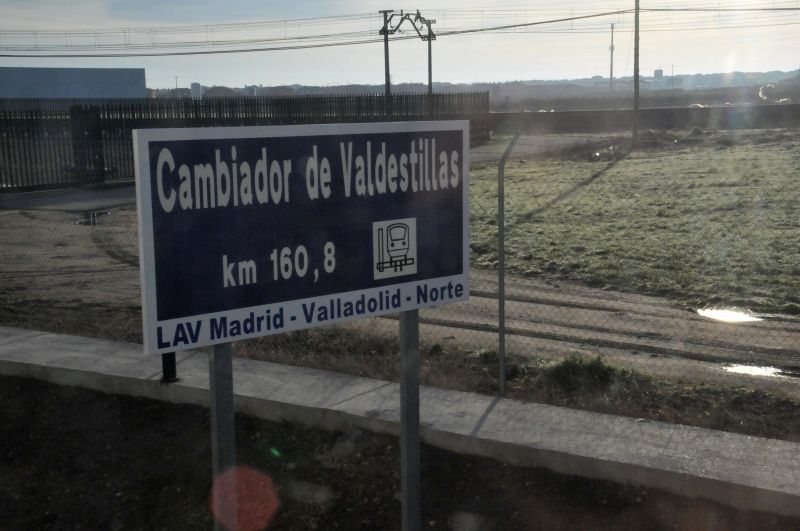 Cambiador de Valdestillas
km 160,8
LAV Madrid - Valladolid - Norte